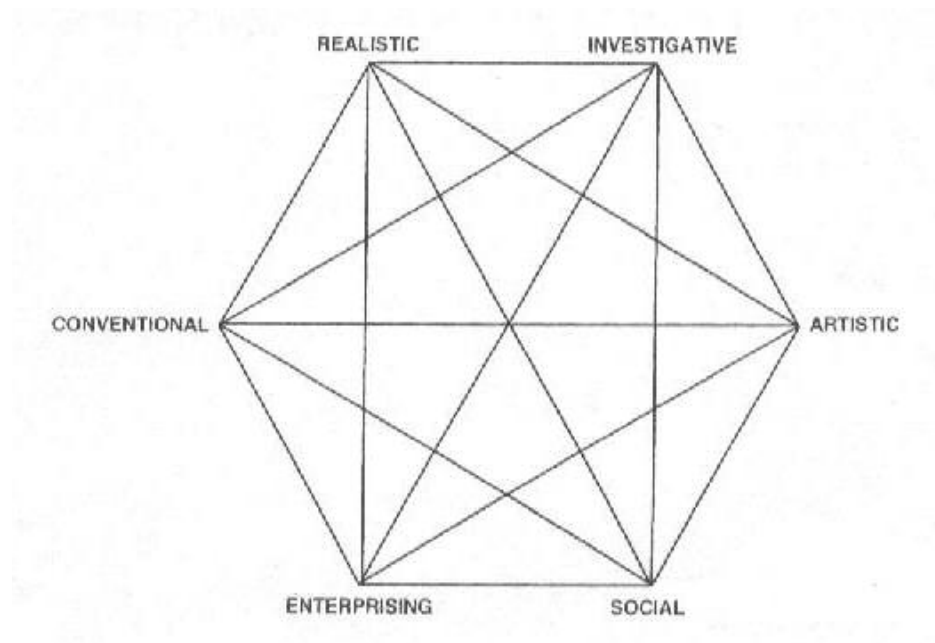 REALISTIC INVESTIGATIVE
CONVENTIONAL ARTISTIC
ENTERPRISING SOCIAL